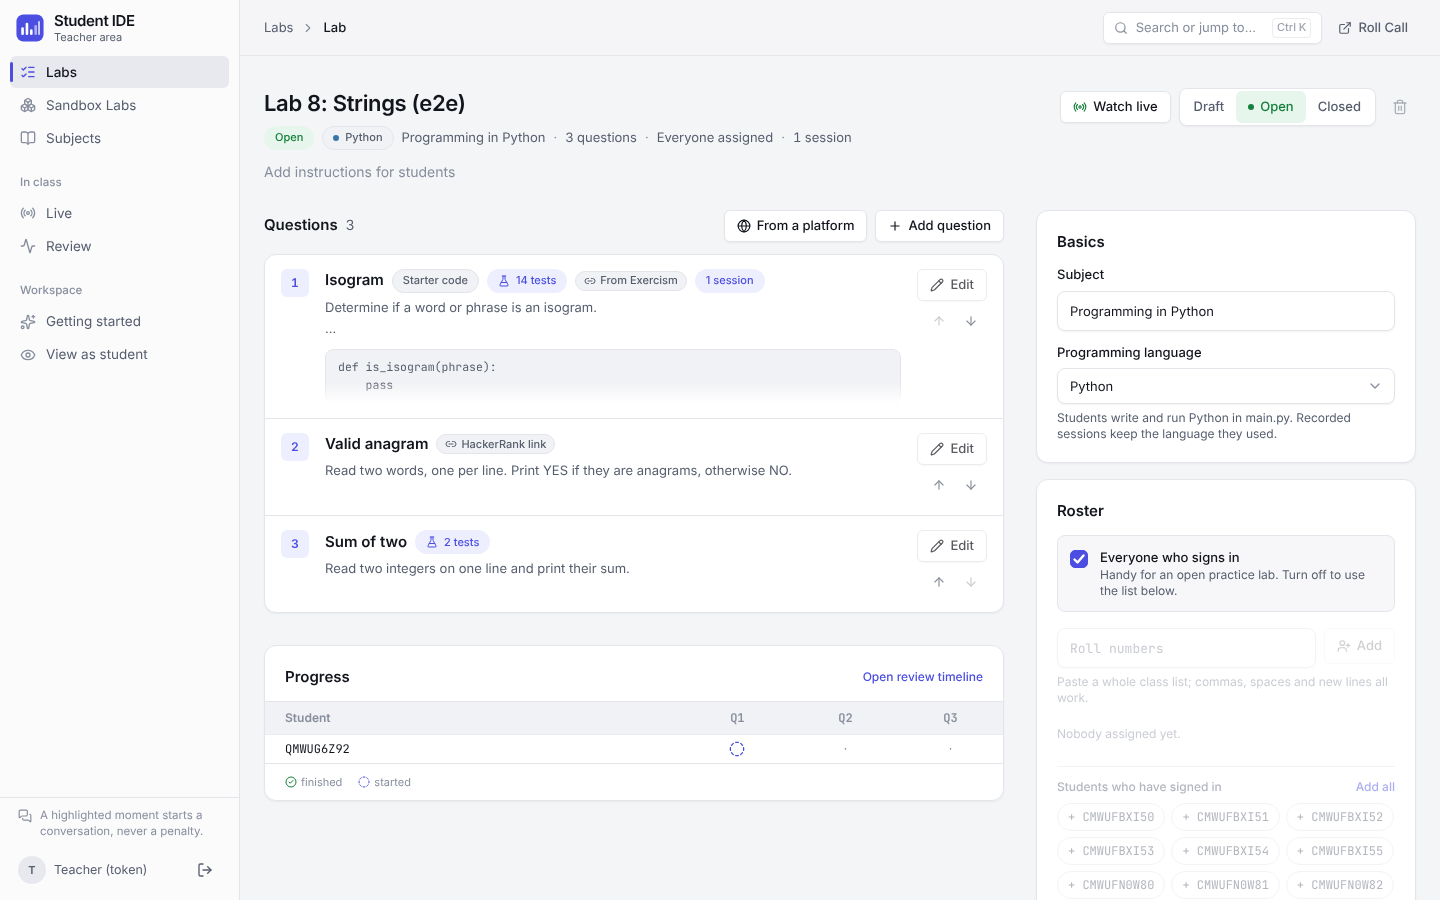 Student IDE
Teacher area
Labs
Sandbox Labs
Subjects
In class
Live
Review
Workspace
Getting started
View as student
A highlighted moment starts a
conversation, never a penalty.
T
Teacher (token)
Labs
Lab
Search or jump to...
Ctrl K
Roll Call
Lab 8: Strings (e2e)
Watch live
Draft
Open
Closed
Open
Python
Programming in Python · 3 questions · Everyone assigned · 1 session
Add instructions for students
Questions 3
From a platform
Add question
1
Isogram
Starter code
14 tests
From Exercism
1 session
Edit
Determine if a word or phrase is an isogram.
...
def is_isogram(phrase):
pass
2
Valid anagram
HackerRank link
Edit
Read two words, one per line. Print YES if they are anagrams, otherwise NO.
3
Sum of two
2 tests
Edit
Read two integers on one line and print their sum.
Progress
Open review timeline
Student Q1 Q2 Q3
QMWUG6Z92 · ·
finished
started
Basics
Subject
Programming in Python
Programming language
Python
Students write and run Python in main.py. Recorded
sessions keep the language they used.
Roster
Everyone who signs in
Handy for an open practice lab. Turn off to use
the list below.
Roll numbers
Add
Paste a whole class list; commas, spaces and new lines all
work.
Nobody assigned yet.
Students who have signed in
Add all
+ CMWUFBXI50 + CMWUFBXI51 + CMWUFBXI52
+ CMWUFBXI53 + CMWUFBXI54 + CMWUFBXI55
+ CMWUFN0W80 + CMWUFN0W81 + CMWUFN0W82